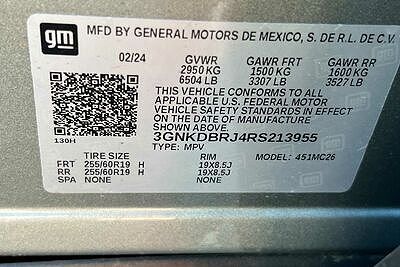 gm
MFD BY GENERAL MOTORS DE MEXICO, S. DE R.L. DE C.V.
02/24 GVWR GAWR FRT GAWR RR
2950 KG 1500 KG 1600 KG
6504 LB 3307 LB 3527 LB
THIS VEHICLE CONFORMS TO ALL
APPLICABLE U.S. FEDERAL MOTOR
VEHICLE SAFETY STANDARDS IN EFFECT
ON THE DATE OF MANUFACTURE SHOWN ABOVE.
130H 3GNKDBRJ4RS213955
TYPE: MPV MODEL: 451MC26
TIRE SIZE RIM
FRT 255/60R19 H 19X8.5J
RR 255/60R19 H 19X8.5J
SPA NONE NONE